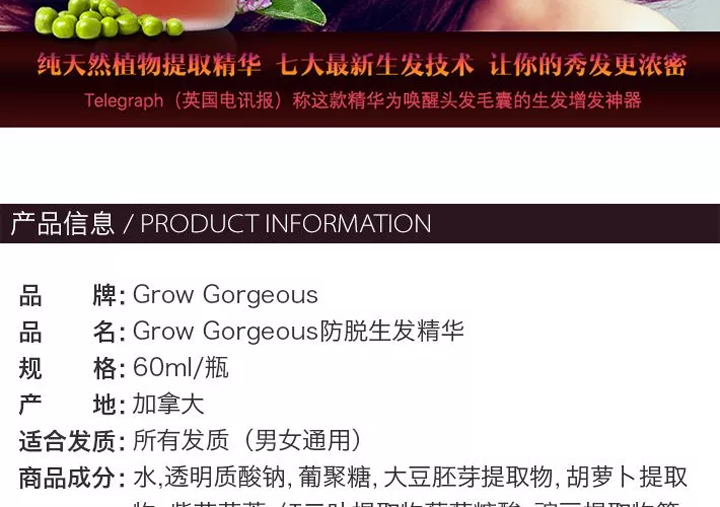 纯天然植物提取精华 七大最新生发技术 让你的秀发更浓密
Telegraph（英国电讯报）称这款精华为唤醒头发毛囊的生发增发神器
产品信息 / PRODUCT INFORMATION
品 牌: Grow Gorgeous
品 名: Grow Gorgeous防脱生发精华
规 格: 60ml/瓶
产 地: 加拿大
适合发质: 所有发质（男女通用）
商品成分: 水,透明质酸钠, 葡聚糖, 大豆胚芽提取物, 胡萝卜提取